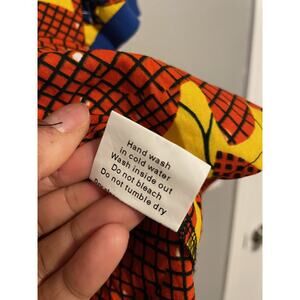 Hand wash
in cold water
Wash inside out
Do not bleach
Do not tumble dry